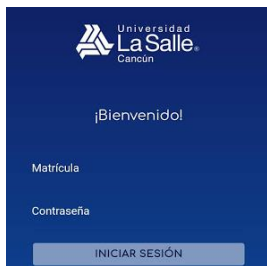 Universidad
La Salle®
Cancún
¡Bienvenido!
Matrícula
Contraseña
INICIAR SESIÓN